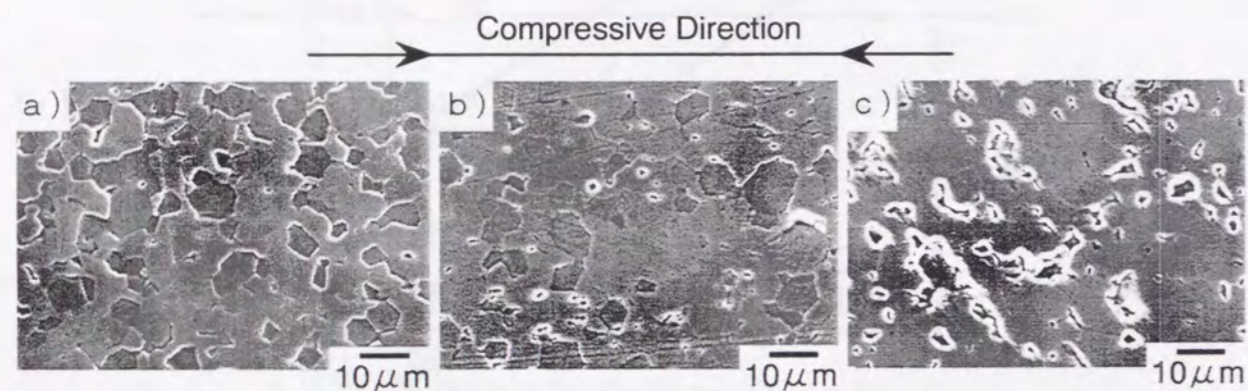 Compressive Direction
a)
b)
c)
10μm
10μm
10μm